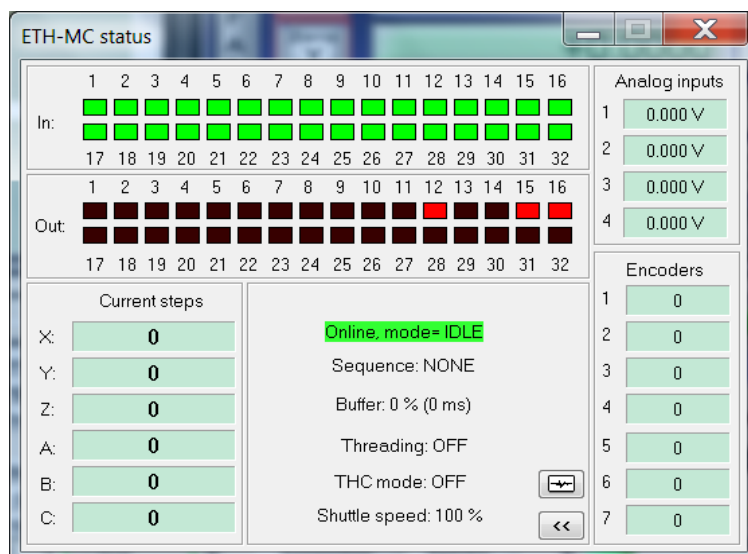 ETH-MC status
1 2 3 4 5 6 7 8 9 10 11 12 13 14 15 16
In:
17 18 19 20 21 22 23 24 25 26 27 28 29 30 31 32
1 2 3 4 5 6 7 8 9 10 11 12 13 14 15 16
Out:
17 18 19 20 21 22 23 24 25 26 27 28 29 30 31 32
Analog inputs
1 0.000 V
2 0.000 V
3 0.000 V
4 0.000 V
Current steps
X: 0
Y: 0
Z: 0
A: 0
B: 0
C: 0
Online, mode= IDLE
Sequence: NONE
Buffer: 0 % (0 ms)
Threading: OFF
THC mode: OFF
Shuttle speed: 100 %
<<
Encoders
1 0
2 0
3 0
4 0
5 0
6 0
7 0